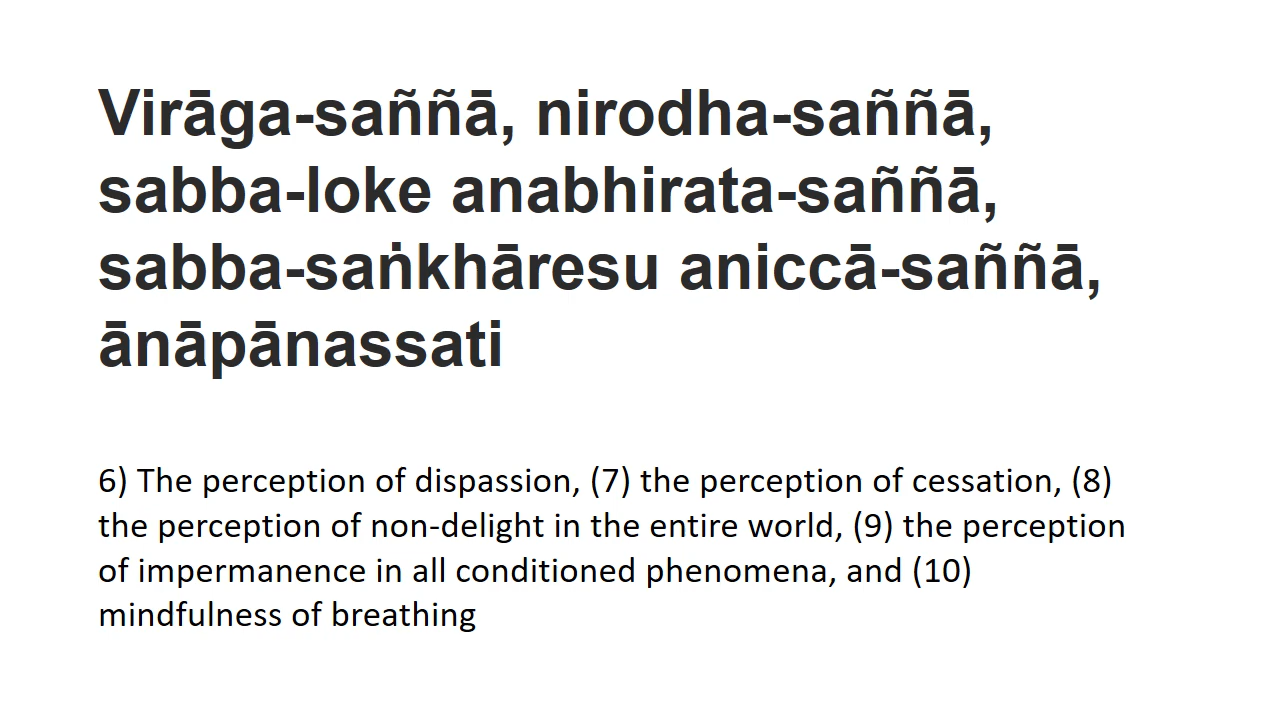 Virāga-saññā, nirodha-saññā,
sabba-loke anabhirata-saññā,
sabba-saṅkhāresu aniccā-saññā,
ānāpānassati
6) The perception of dispassion, (7) the perception of cessation, (8)
the perception of non-delight in the entire world, (9) the perception
of impermanence in all conditioned phenomena, and (10)
mindfulness of breathing